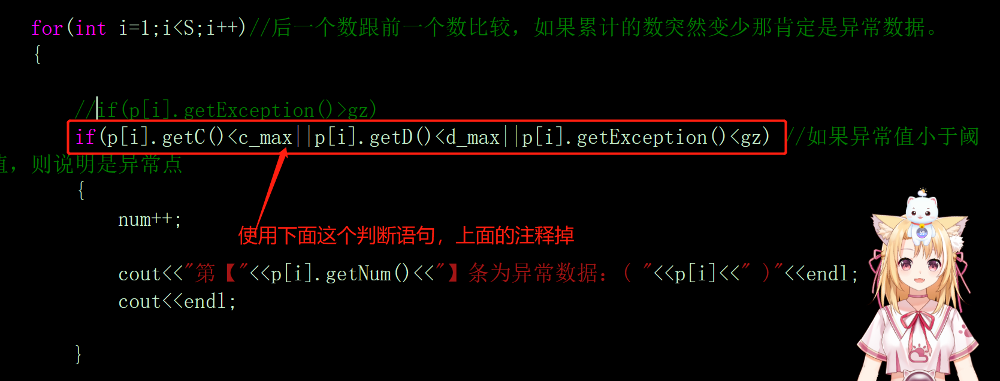 for(int i=1;i<S;i++)//后一个数跟前一个数比较，如果累计的数突然变少那肯定是异常数据。
{
//if(p[i].getException()>gz)
if(p[i].getC()<c_max||p[i].getD()<d_max||p[i].getException()<gz) //如果异常值小于阈
值，则说明是异常点
{
num++;
使用下面这个判断语句，上面的注释掉
cout<<"第【"<<p[i].getNum()<<"】条为异常数据：( "<<p[i]<<" )"<<endl;
cout<<endl;
}